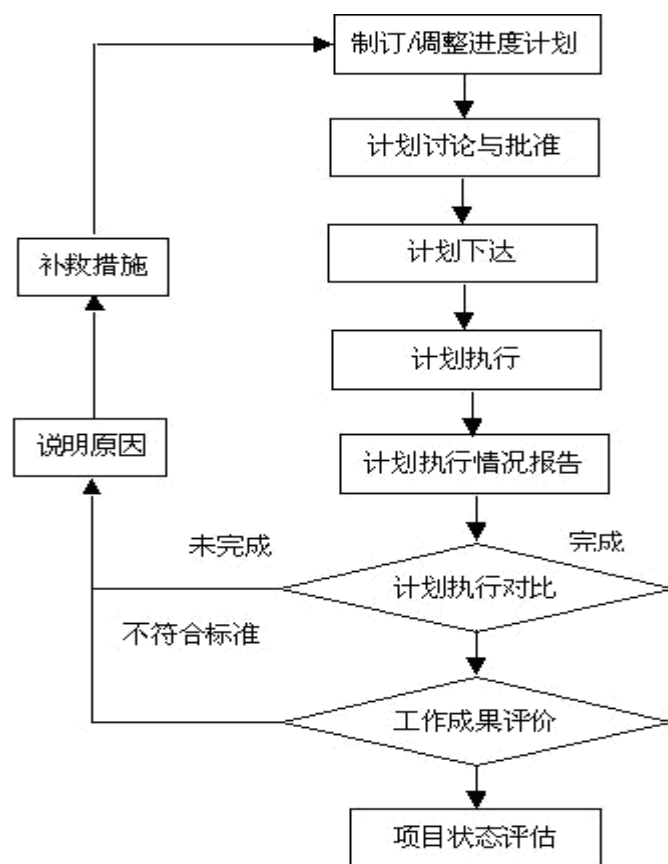 制订/调整进度计划
计划讨论与批准
计划下达
补救措施
计划执行
说明原因
计划执行情况报告
未完成
完成
计划执行对比
不符合标准
工作成果评价
项目状态评估